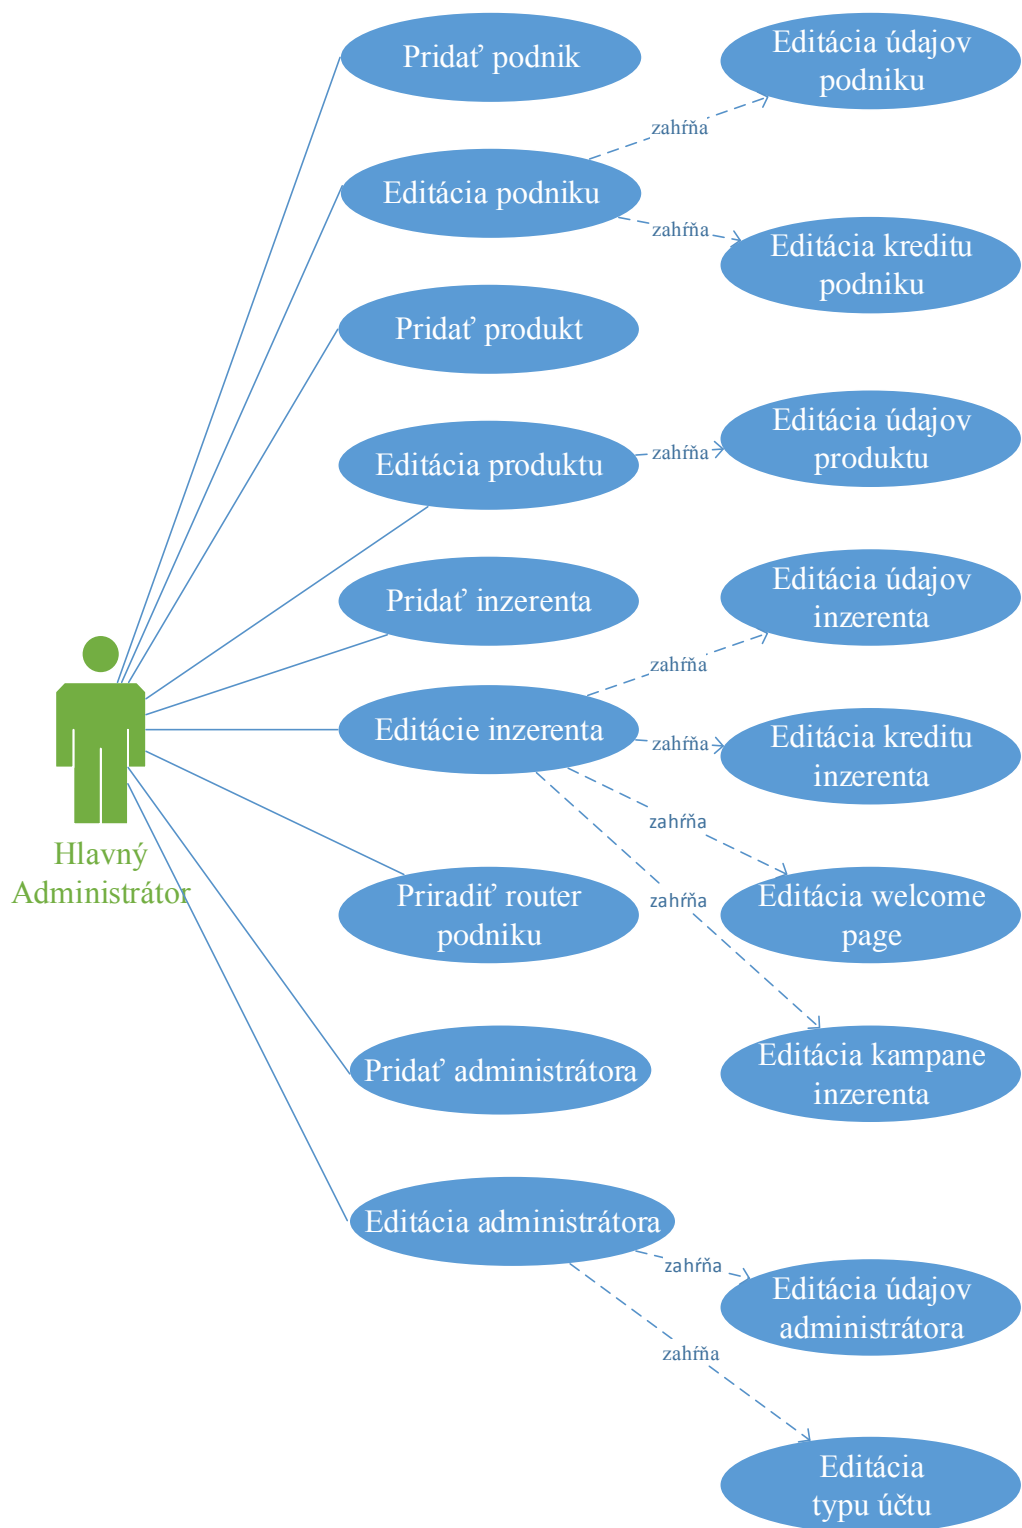 Pridať podnik
Editácia údajov
podniku
zahŕňa
Editácia podniku
zahŕňa
Editácia kreditu
podniku
Pridať produkt
Editácia produktu
zahŕňa
Editácia údajov
produktu
Pridať inzerenta
Editácia údajov
inzerenta
zahŕňa
Editácie inzerenta
zahŕňa
Editácia kreditu
inzerenta
zahŕňa
Hlavný
Administrátor
Priradiť router
podniku
zahŕňa
Editácia welcome
page
Pridať administrátora
Editácia kampane
inzerenta
Editácia administrátora
zahŕňa
Editácia údajov
administrátora
zahŕňa
Editácia
typu účtu